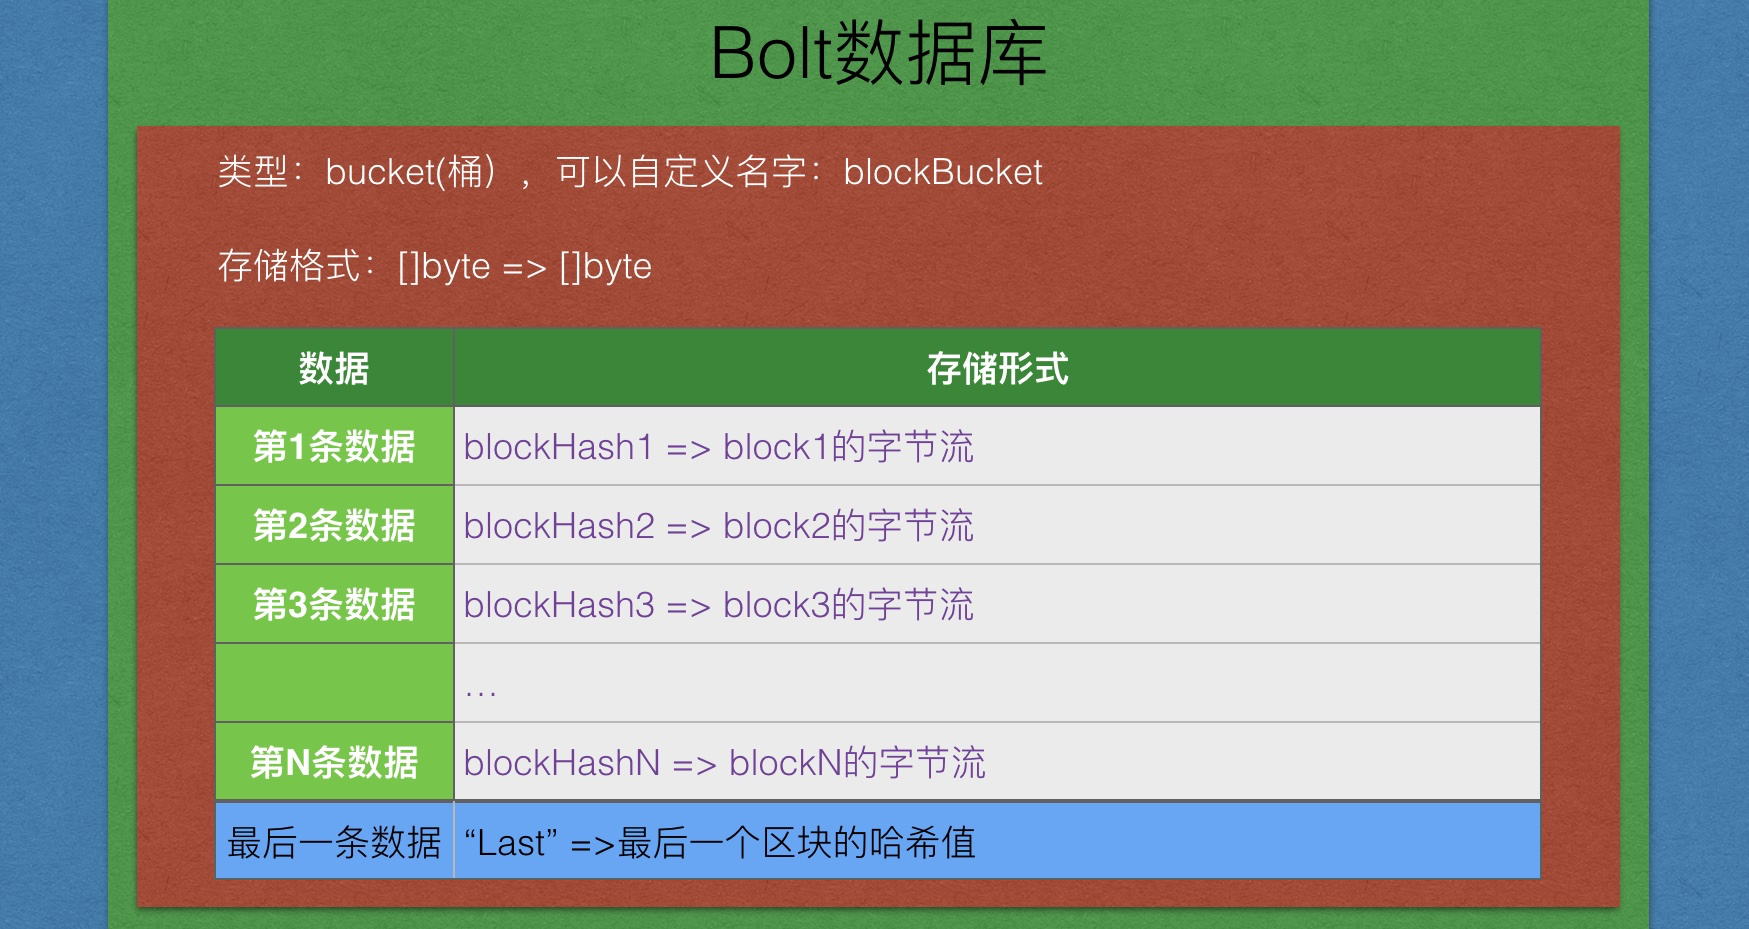 Bolt数据库
类型：bucket(桶），可以自定义名字：blockBucket
存储格式：[]byte => []byte
数据 存储形式
第1条数据 blockHash1 => block1的字节流
第2条数据 blockHash2 => block2的字节流
第3条数据 blockHash3 => block3的字节流
…
第N条数据 blockHashN => blockN的字节流
最后一条数据 “Last” =>最后一个区块的哈希值